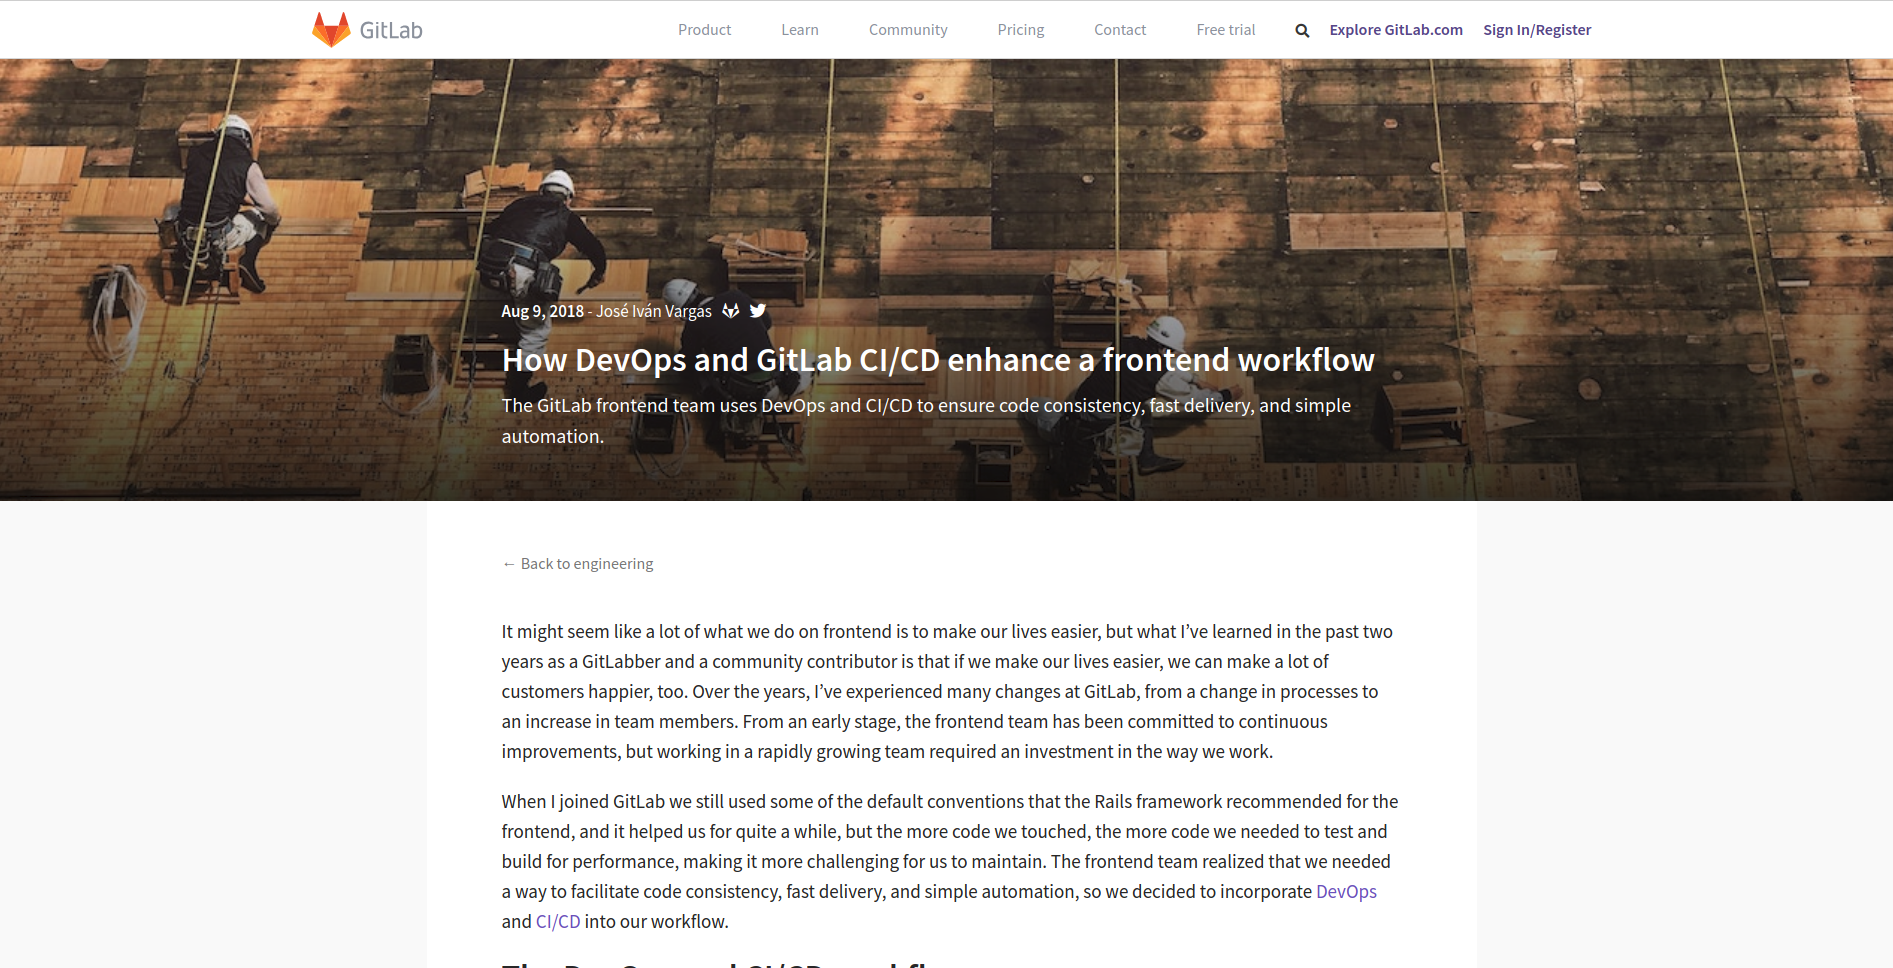 GitLab
Product Learn Community Pricing Contact Free trial Explore GitLab.com Sign In/Register
Aug 9, 2018 - José Iván Vargas
How DevOps and GitLab CI/CD enhance a frontend workflow
The GitLab frontend team uses DevOps and CI/CD to ensure code consistency, fast delivery, and simple
automation.
← Back to engineering
It might seem like a lot of what we do on frontend is to make our lives easier, but what I’ve learned in the past two
years as a GitLabber and a community contributor is that if we make our lives easier, we can make a lot of
customers happier, too. Over the years, I’ve experienced many changes at GitLab, from a change in processes to
an increase in team members. From an early stage, the frontend team has been committed to continuous
improvements, but working in a rapidly growing team required an investment in the way we work.
When I joined GitLab we still used some of the default conventions that the Rails framework recommended for the
frontend, and it helped us for quite a while, but the more code we touched, the more code we needed to test and
build for performance, making it more challenging for us to maintain. The frontend team realized that we needed
a way to facilitate code consistency, fast delivery, and simple automation, so we decided to incorporate DevOps
and CI/CD into our workflow.